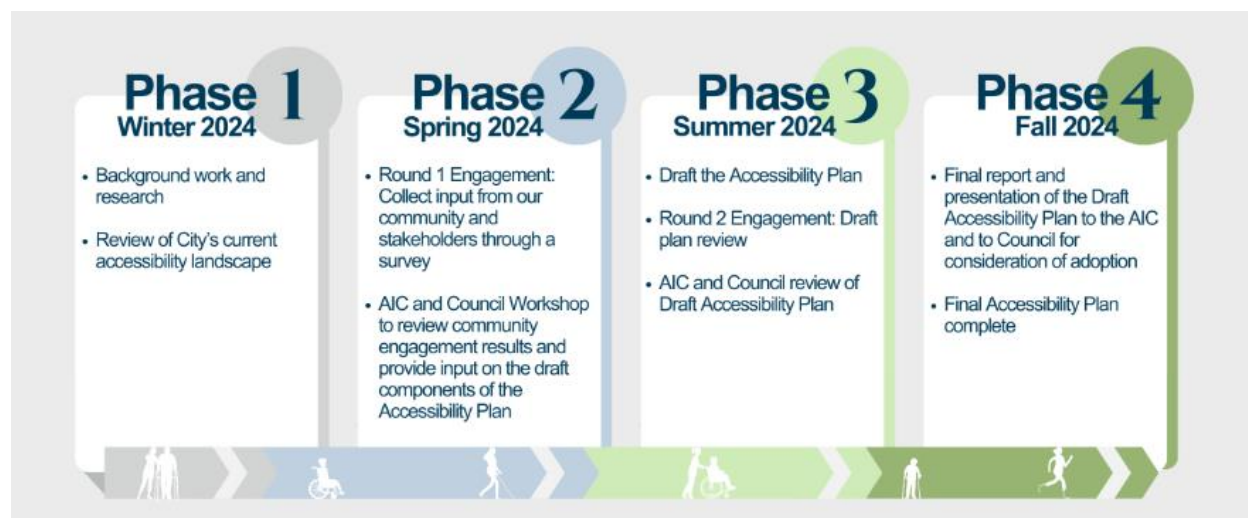 Phase 1
Winter 2024
• Background work and
research
• Review of City's current
accessibility landscape
Phase 2
Spring 2024
• Round 1 Engagement:
Collect input from our
community and
stakeholders through a
survey
• AIC and Council Workshop
to review community
engagement results and
provide input on the draft
components of the
Accessibility Plan
Phase 3
Summer 2024
• Draft the Accessibility Plan
• Round 2 Engagement: Draft
plan review
• AIC and Council review of
Draft Accessibility Plan
Phase 4
Fall 2024
• Final report and
presentation of the Draft
Accessibility Plan to the AIC
and to Council for
consideration of adoption
• Final Accessibility Plan
complete